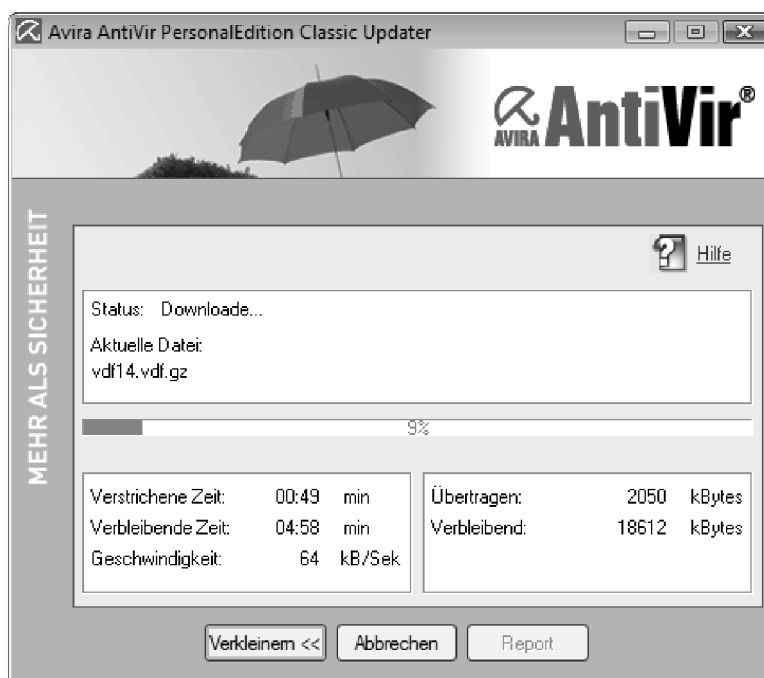 Avira AntiVir PersonalEdition Classic Updater
AVIRA AntiVir®
MEHR ALS SICHERHEIT
Hilfe
Status: Downloade...
Aktuelle Datei:
vdf14.vdf.gz
9%
Verstrichene Zeit: 00:49 min
Verbleibende Zeit: 04:58 min
Geschwindigkeit: 64 kB/Sek
Übertragen: 2050 kBytes
Verbleibend: 18612 kBytes
Verkleinern <<
Abbrechen
Report